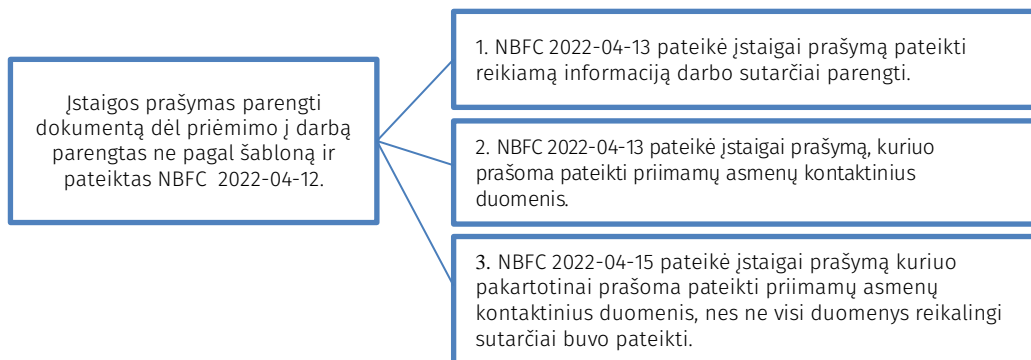 Įstaigos prašymas parengti
dokumentą dėl priėmimo į darbą
parengtas ne pagal šabloną ir
pateiktas NBFC 2022-04-12.
1. NBFC 2022-04-13 pateikė įstaigai prašymą pateikti
reikiamą informaciją darbo sutarčiai parengti.
2. NBFC 2022-04-13 pateikė įstaigai prašymą, kuriuo
prašoma pateikti priimamų asmenų kontaktinius
duomenis.
3. NBFC 2022-04-15 pateikė įstaigai prašymą kuriuo
pakartotinai prašoma pateikti priimamų asmenų
kontaktinius duomenis, nes ne visi duomenys reikalingi
sutarčiai buvo pateikti.